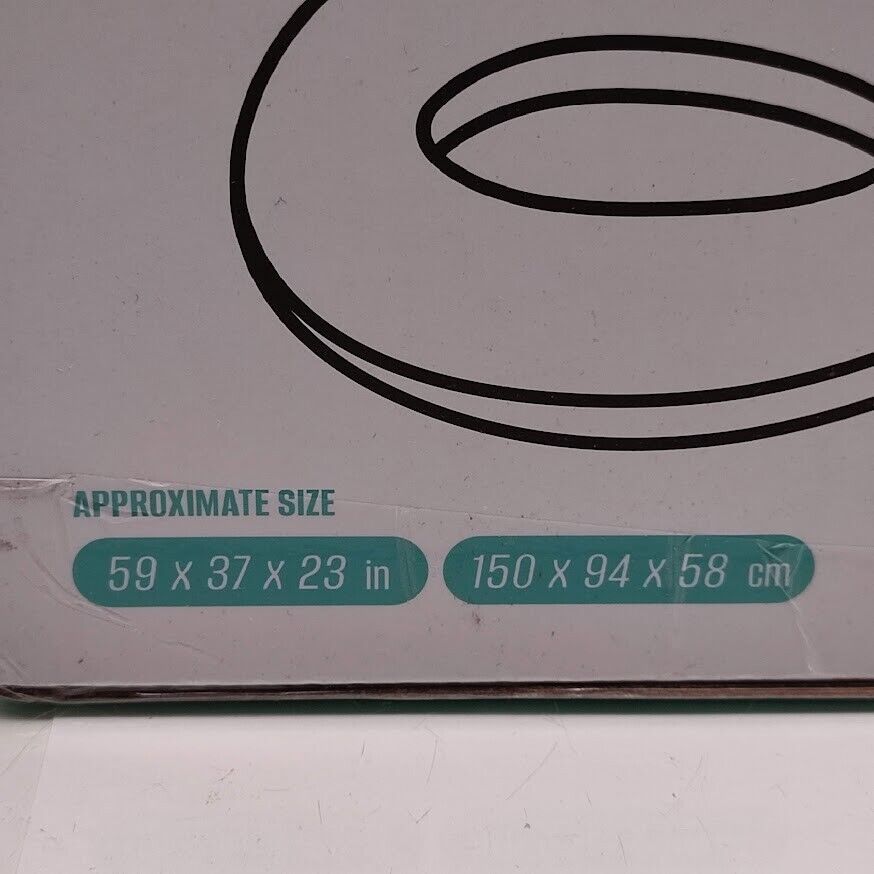 APPROXIMATE SIZE
59 x 37 x 23 in 150 x 94 x 58 cm